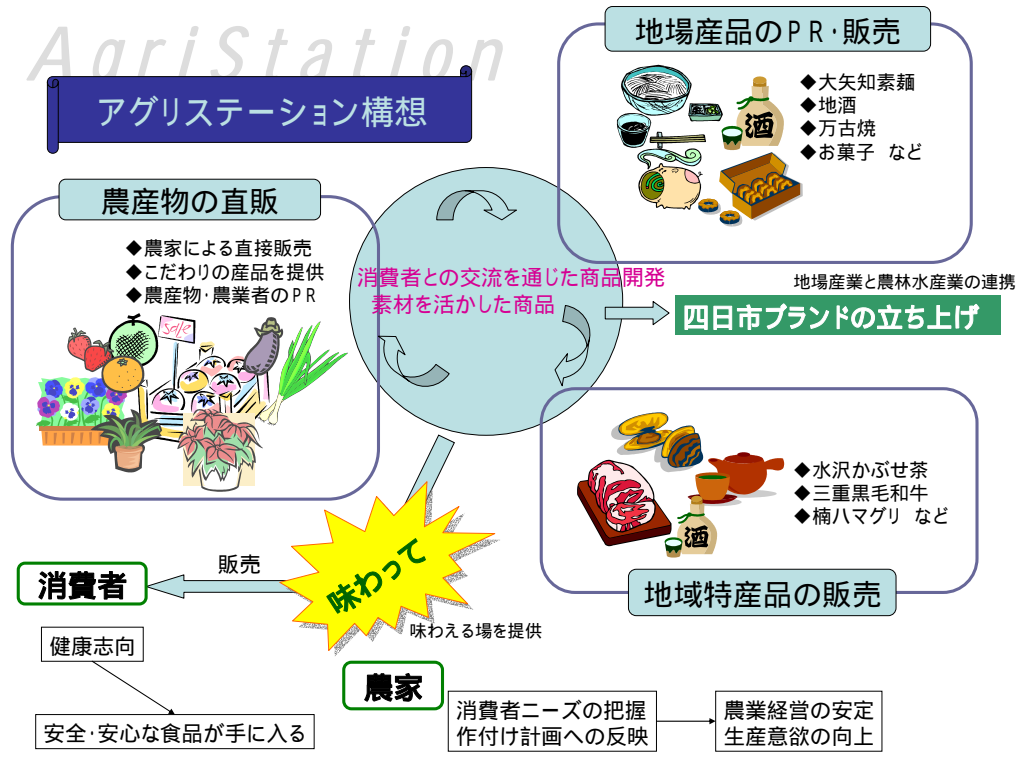 AgriStation
アグリステーション構想
地場産品のＰＲ・販売
◆大矢知素麺
◆地酒
◆万古焼
◆お菓子　など
酒
農産物の直販
◆農家による直接販売
◆こだわりの産品を提供
◆農産物・農業者のＰＲ
Sale
消費者との交流を通じた商品開発
素材を活かした商品
地場産業と農林水産業の連携
四日市ブランドの立ち上げ
◆水沢かぶせ茶
◆三重黒毛和牛
◆楠ハマグリ　など
酒
地域特産品の販売
味わって
味わえる場を提供
販売
消費者
健康志向
安全・安心な食品が手に入る
農家
消費者ニーズの把握
作付け計画への反映
農業経営の安定
生産意欲の向上